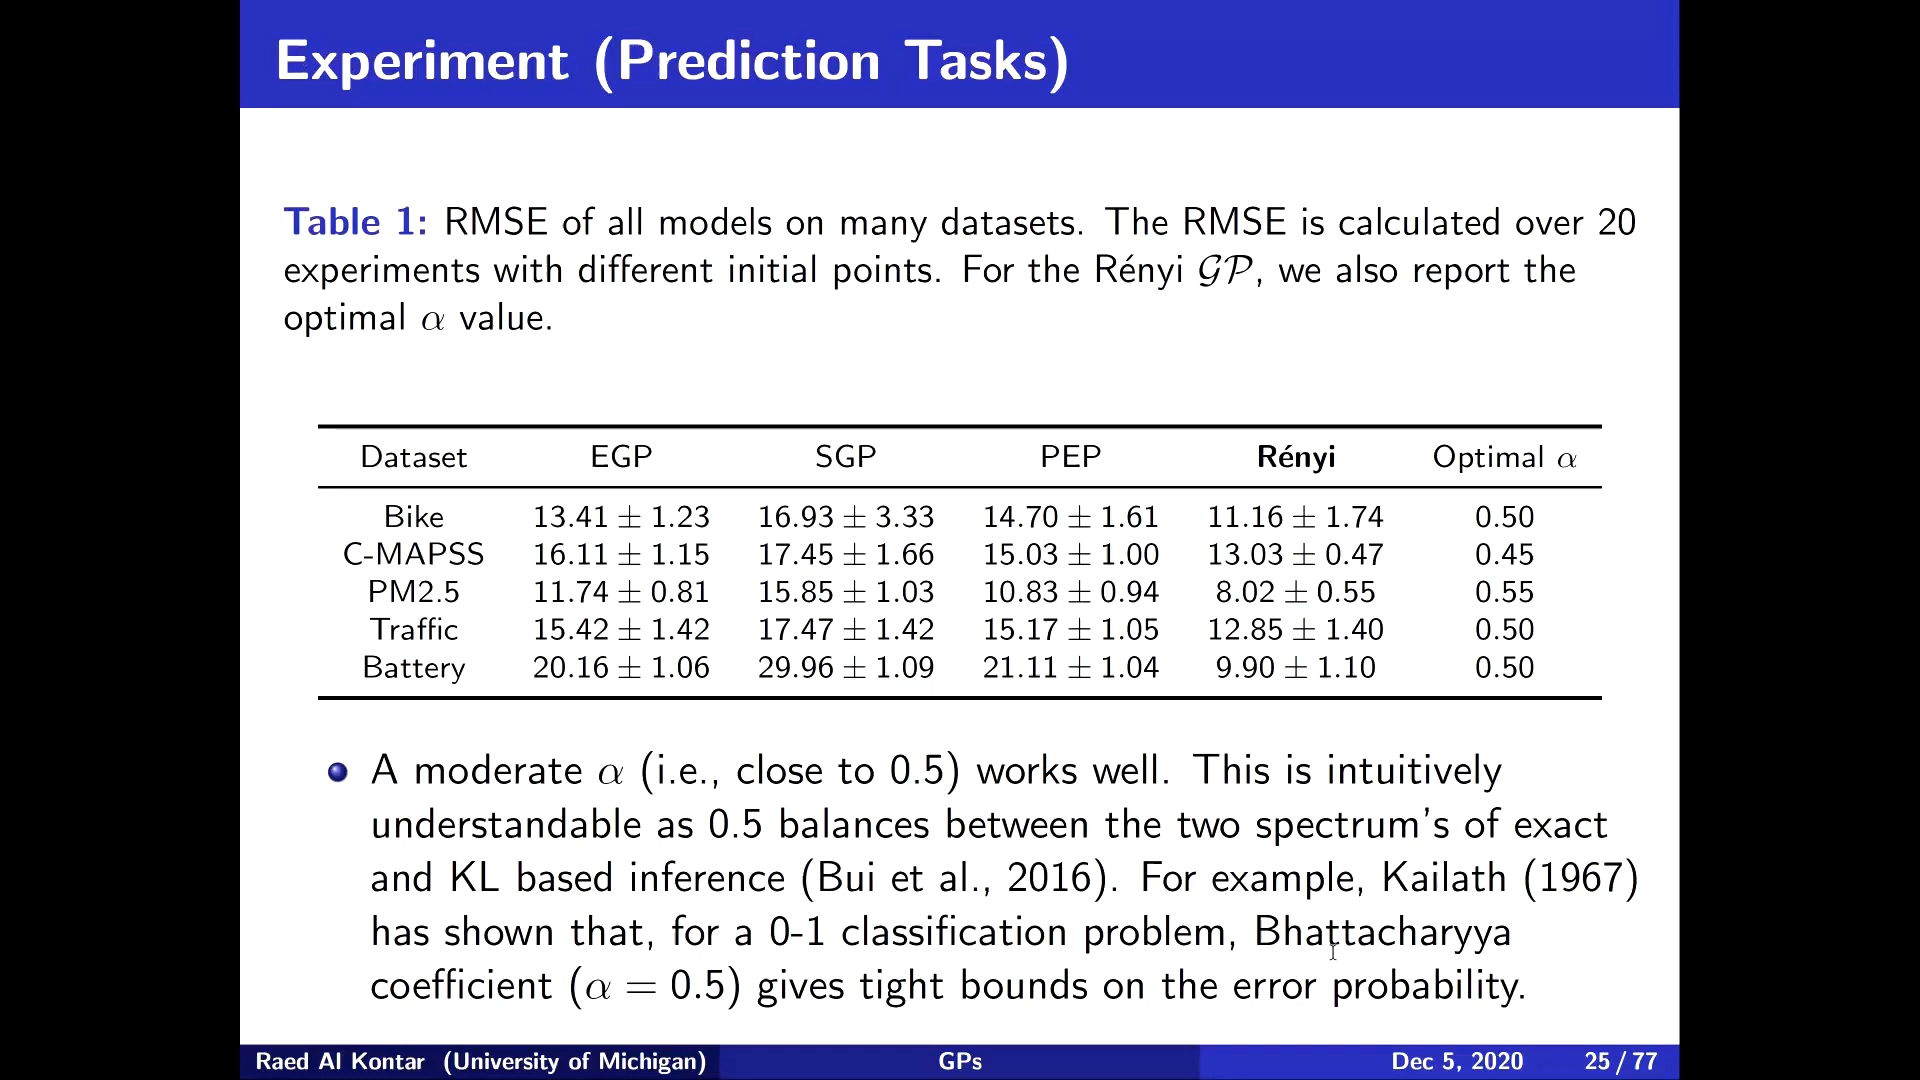 Experiment (Prediction Tasks)
Table 1: RMSE of all models on many datasets. The RMSE is calculated over 20
experiments with different initial points. For the Rényi 𝒢𝒫, we also report the
optimal α value.
Dataset EGP SGP PEP Rényi Optimal α
Bike 13.41 ± 1.23 16.93 ± 3.33 14.70 ± 1.61 11.16 ± 1.74 0.50
C-MAPSS 16.11 ± 1.15 17.45 ± 1.66 15.03 ± 1.00 13.03 ± 0.47 0.45
PM2.5 11.74 ± 0.81 15.85 ± 1.03 10.83 ± 0.94 8.02 ± 0.55 0.55
Traffic 15.42 ± 1.42 17.47 ± 1.42 15.17 ± 1.05 12.85 ± 1.40 0.50
Battery 20.16 ± 1.06 29.96 ± 1.09 21.11 ± 1.04 9.90 ± 1.10 0.50
A moderate α (i.e., close to 0.5) works well. This is intuitively
understandable as 0.5 balances between the two spectrum's of exact
and KL based inference (Bui et al., 2016). For example, Kailath (1967)
has shown that, for a 0-1 classification problem, Bhattacharyya
coefficient (α = 0.5) gives tight bounds on the error probability.
Raed Al Kontar (University of Michigan) GPs Dec 5, 2020 25 / 77